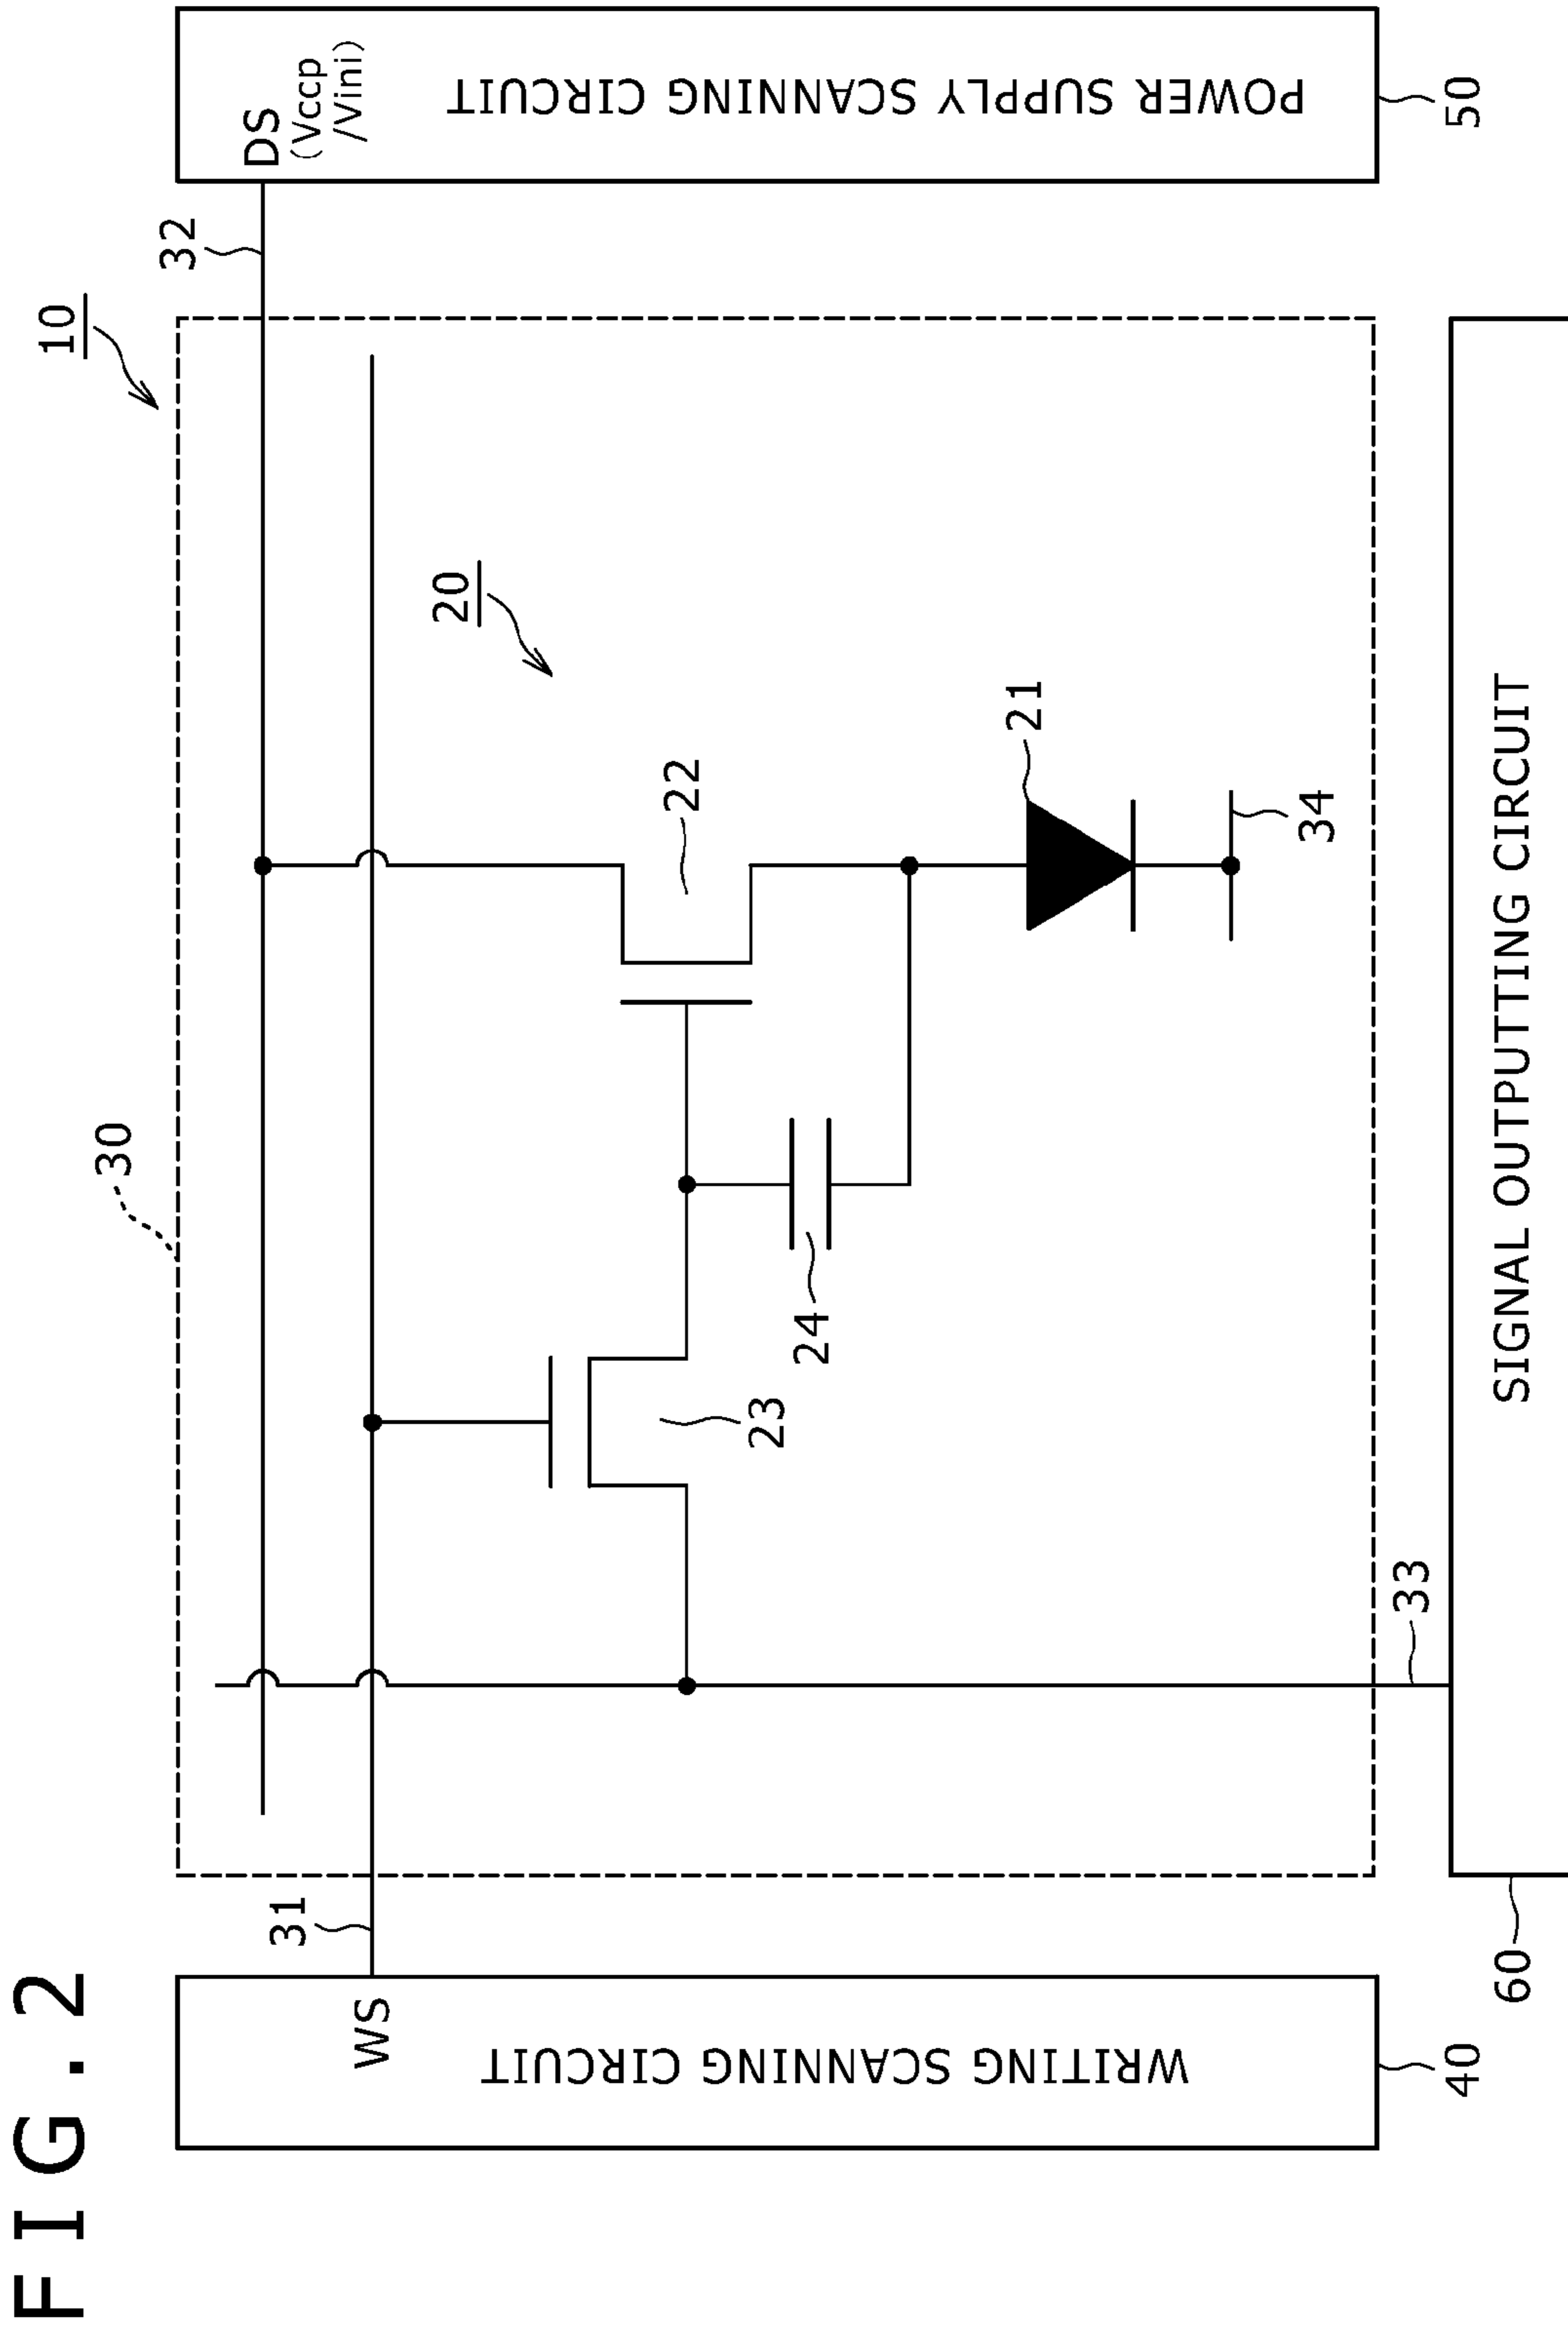 FIG.2
10
30
32
31
DS
(Vccp
/Vini)
WS
20
22
23
24
21
34
33
WRITING SCANNING CIRCUIT
POWER SUPPLY SCANNING CIRCUIT
40
50
60
SIGNAL OUTPUTTING CIRCUIT